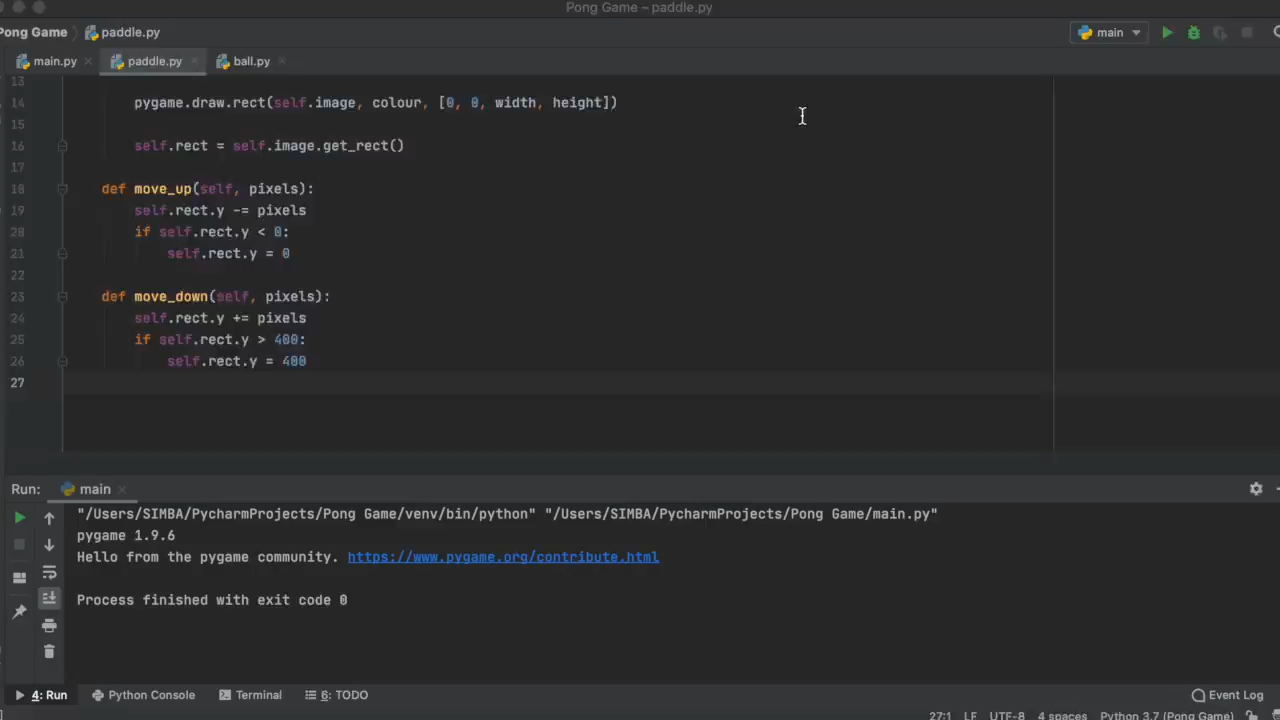 Pong Game – paddle.py
Pong Game paddle.py main
main.py paddle.py ball.py
13
14 pygame.draw.rect(self.image, colour, [0, 0, width, height])
15
16 self.rect = self.image.get_rect()
17
18 def move_up(self, pixels):
19 self.rect.y -= pixels
20 if self.rect.y < 0:
21 self.rect.y = 0
22
23 def move_down(self, pixels):
24 self.rect.y += pixels
25 if self.rect.y > 400:
26 self.rect.y = 400
27
Run: main
"/Users/SIMBA/PycharmProjects/Pong Game/venv/bin/python" "/Users/SIMBA/PycharmProjects/Pong Game/main.py"
pygame 1.9.6
Hello from the pygame community. https://www.pygame.org/contribute.html
Process finished with exit code 0
4: Run Python Console Terminal 6: TODO Event Log
27:1 LF UTF-8 4 spaces Python 3.7 (Pong Game)